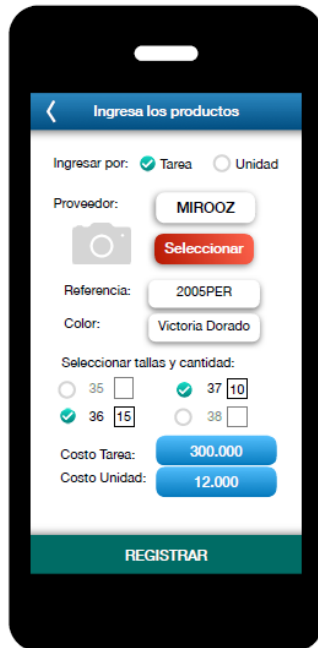 Ingresa los productos
Ingresar por: Tarea Unidad
Proveedor: MIROOZ
Seleccionar
Referencia: 2005PER
Color: Victoria Dorado
Seleccionar tallas y cantidad:
35 37 10
36 15 38
Costo Tarea: 300.000
Costo Unidad: 12.000
REGISTRAR